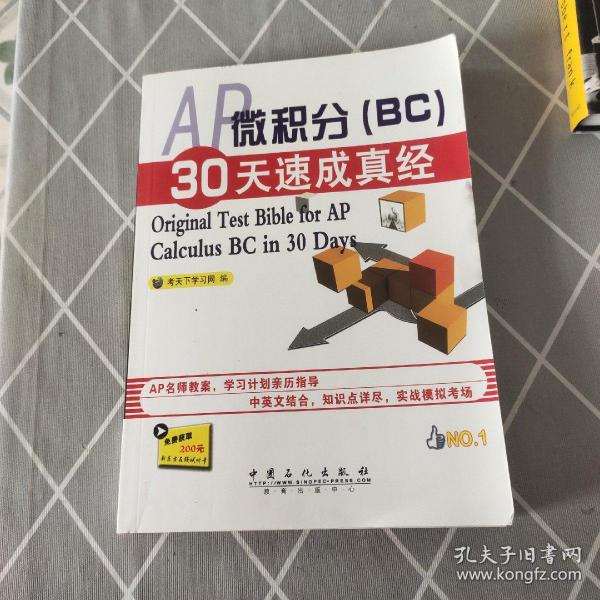 AP
微积分(BC)
30天速成真经
Original Test Bible for AP
Calculus BC in 30 Days
考天下学习网 编
AP名师教案，学习计划亲历指导
中英文结合，知识点详尽，实战模拟考场
免费获取
200元
NO.1
中国石化出版社
HTTP://WWW.SINOPEC-PRESS.COM
教·育·出·版·中·心
孔夫子旧书网
www.kongfz.com